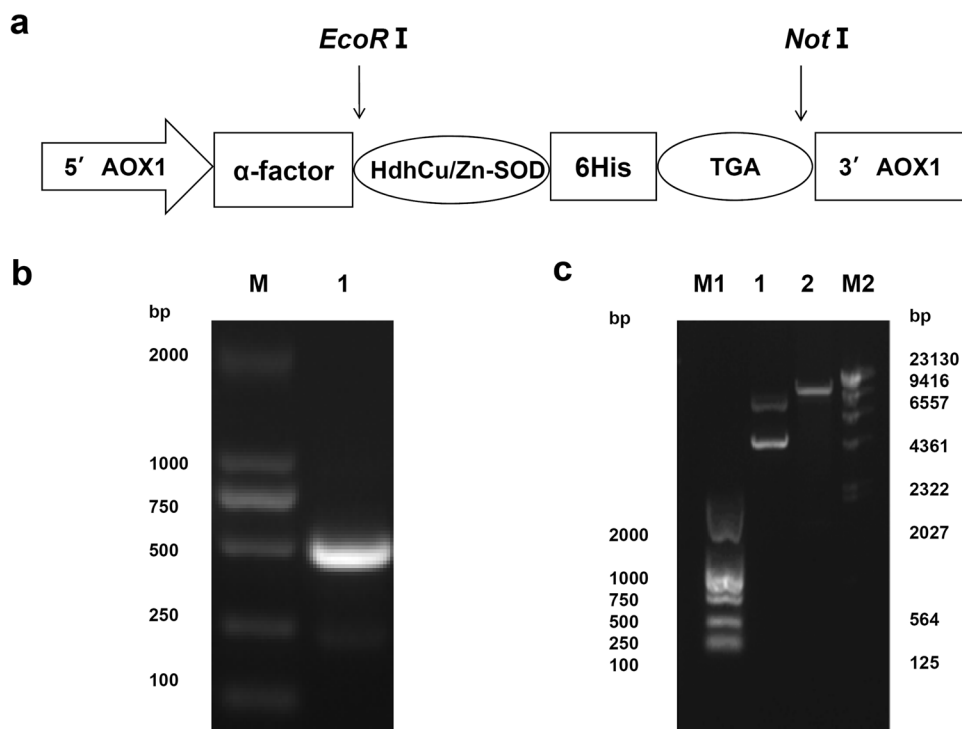 a
EcoR I
Not I
5′ AOX1
α-factor
HdhCu/Zn-SOD
6His
TGA
3′ AOX1
b
M 1
bp
2000
1000
750
500
250
100
c
M1 1 2 M2
bp
2000
1000
750
500
250
100
bp
23130
9416
6557
4361
2322
2027
564
125